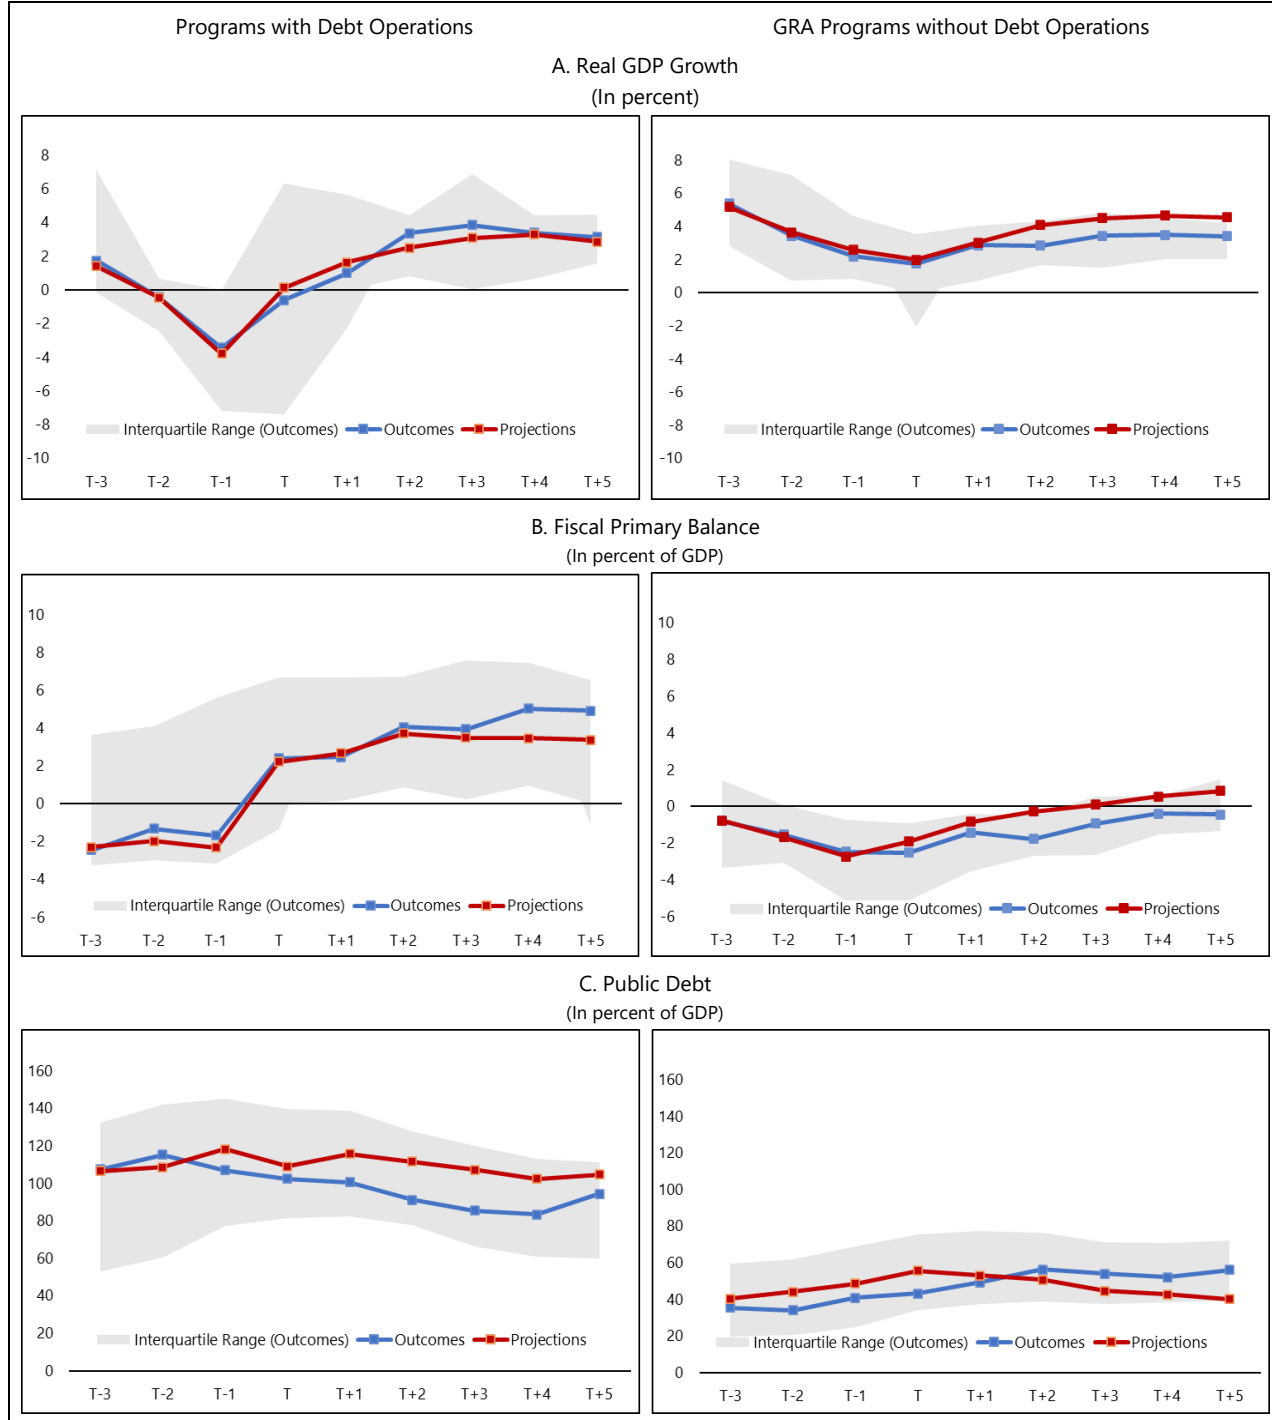 Programs with Debt Operations
GRA Programs without Debt Operations
A. Real GDP Growth
(In percent)
8
6
4
2
0
-2
-4
-6
-8
-10
Interquartile Range (Outcomes) Outcomes Projections
T-3 T-2 T-1 T T+1 T+2 T+3 T+4 T+5
8
6
4
2
0
-2
-4
-6
-8
-10
Interquartile Range (Outcomes) Outcomes Projections
T-3 T-2 T-1 T T+1 T+2 T+3 T+4 T+5
B. Fiscal Primary Balance
(In percent of GDP)
10
8
6
4
2
0
-2
-4
-6
Interquartile Range (Outcomes) Outcomes Projections
T-3 T-2 T-1 T T+1 T+2 T+3 T+4 T+5
10
8
6
4
2
0
-2
-4
-6
Interquartile Range (Outcomes) Outcomes Projections
T-3 T-2 T-1 T T+1 T+2 T+3 T+4 T+5
C. Public Debt
(In percent of GDP)
160
140
120
100
80
60
40
20
0
Interquartile Range (Outcomes) Outcomes Projections
T-3 T-2 T-1 T T+1 T+2 T+3 T+4 T+5
160
140
120
100
80
60
40
20
0
Interquartile Range (Outcomes) Outcomes Projections
T-3 T-2 T-1 T T+1 T+2 T+3 T+4 T+5